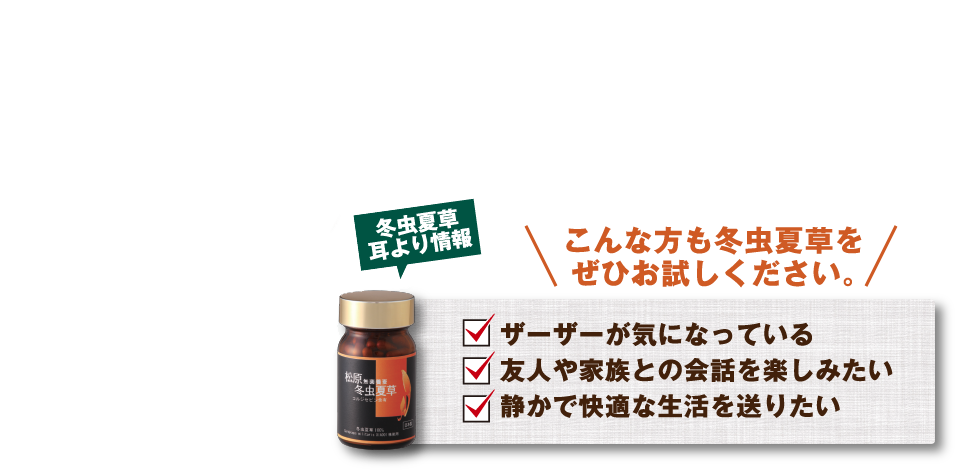 冬虫夏草
耳より情報
こんな方も冬虫夏草を
ぜひお試しください。
ザーザーが気になっている
友人や家族との会話を楽しみたい
静かで快適な生活を送りたい
松原
冬虫夏草